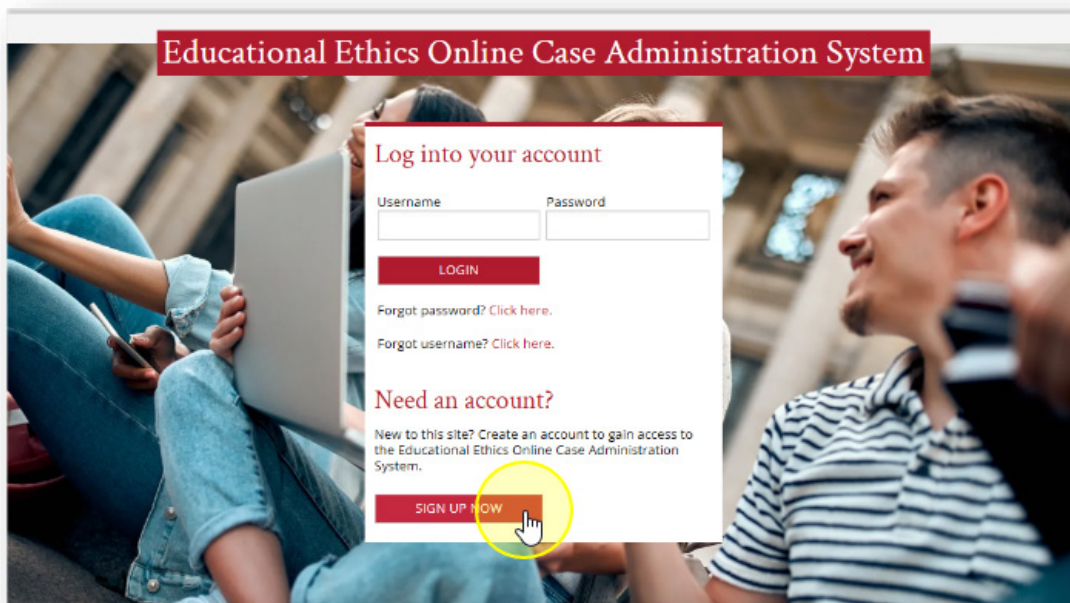 Educational Ethics Online Case Administration System
Log into your account
Username Password
LOGIN
Forgot password? Click here.
Forgot username? Click here.
Need an account?
New to this site? Create an account to gain access to
the Educational Ethics Online Case Administration
System.
SIGN UP NOW